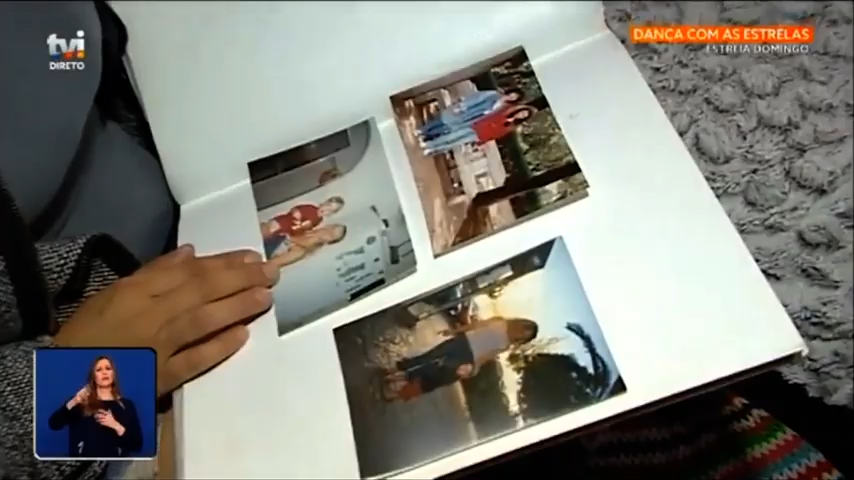 tvi
DIRETO
DANÇA COM AS ESTRELAS
ESTREIA DOMINGO